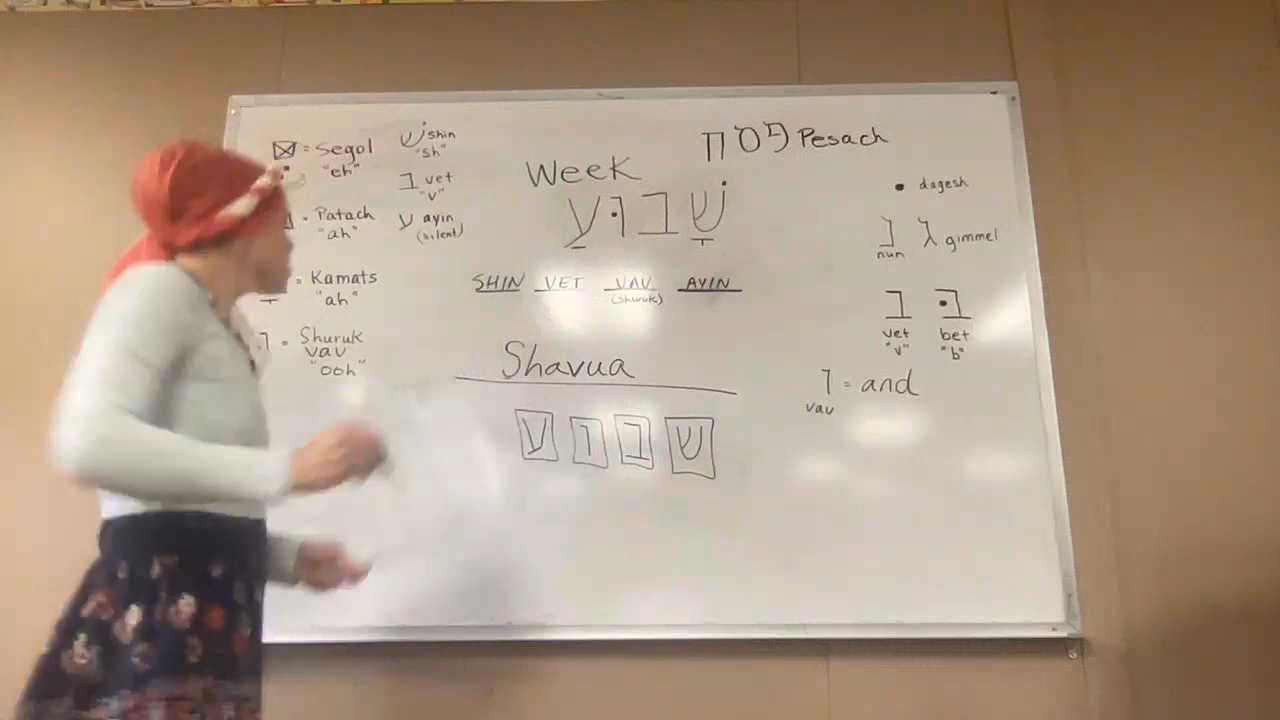 = Segol
"eh"
= Patach
"ah"
= Kamats
"ah"
ו = Shuruk
vav
"ooh"
שׁ shin
"sh"
ב vet
"v"
ע ayin
(silent)
Week
שָׁבוּעַ
SHIN VET VAV AYIN
(Shuruk)
Shavua
ש ב ו ע
פסח Pesach
• dagesh
נ ג gimmel
nun
ב בּ
vet bet
"v" "b"
ו = and
vav